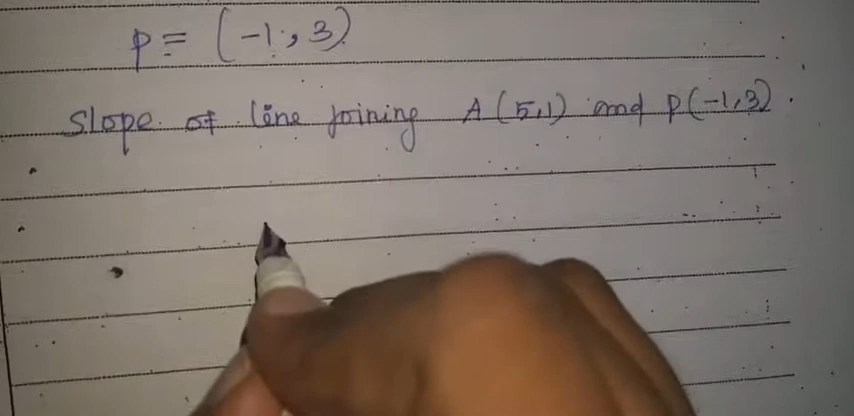 P = (-1, 3)
Slope of line joining A(5,1) and P(-1,3).